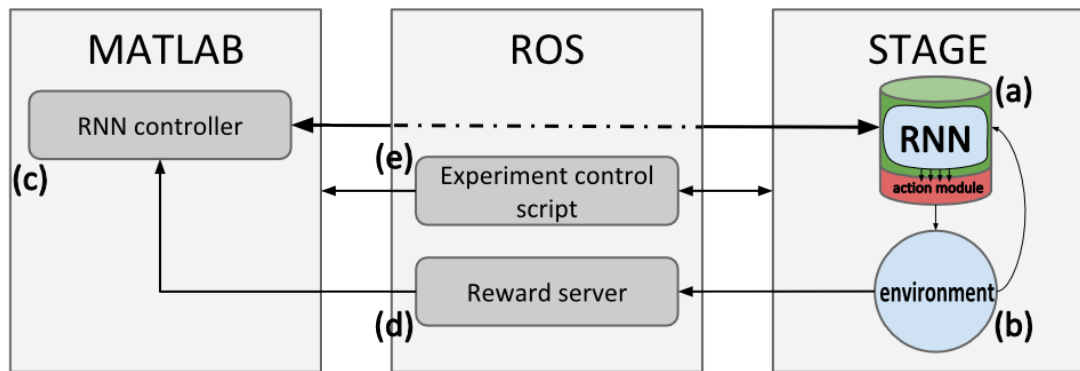 MATLAB
ROS
STAGE
RNN controller
(a)
RNN
action module
(c)
(e)
Experiment control
script
Reward server
(d)
environment
(b)